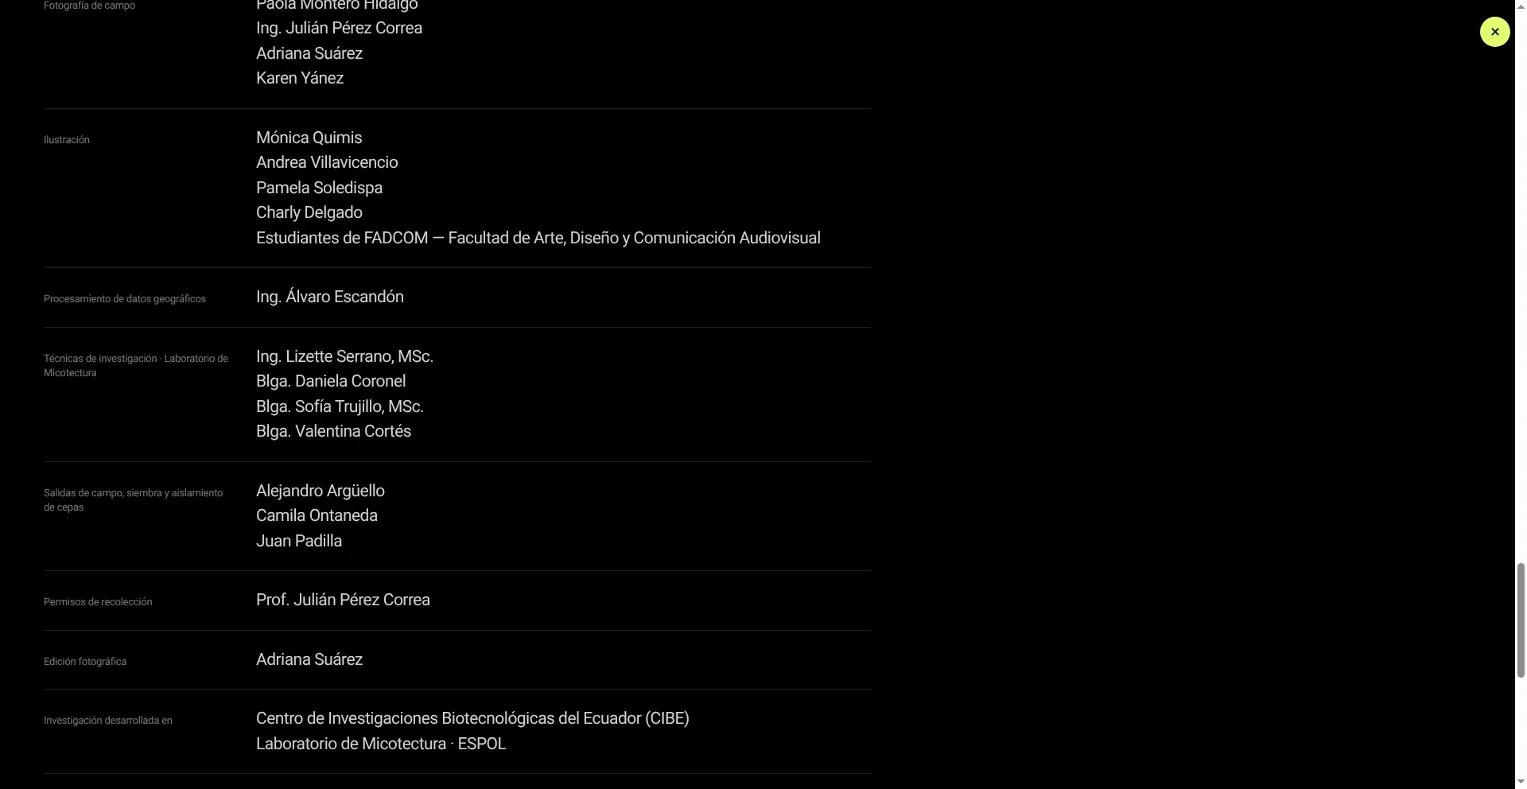 Fotografía de campo
Paola Montero Hidalgo
Ing. Julián Pérez Correa
Adriana Suárez
Karen Yánez
Ilustración
Mónica Quimis
Andrea Villavicencio
Pamela Soledispa
Charly Delgado
Estudiantes de FADCOM — Facultad de Arte, Diseño y Comunicación Audiovisual
Procesamiento de datos geográficos
Ing. Álvaro Escandón
Técnicas de investigación · Laboratorio de
Micotectura
Ing. Lizette Serrano, MSc.
Blga. Daniela Coronel
Blga. Sofía Trujillo, MSc.
Blga. Valentina Cortés
Salidas de campo, siembra y aislamiento
de cepas
Alejandro Argüello
Camila Ontaneda
Juan Padilla
Permisos de recolección
Prof. Julián Pérez Correa
Edición fotográfica
Adriana Suárez
Investigación desarrollada en
Centro de Investigaciones Biotecnológicas del Ecuador (CIBE)
Laboratorio de Micotectura · ESPOL